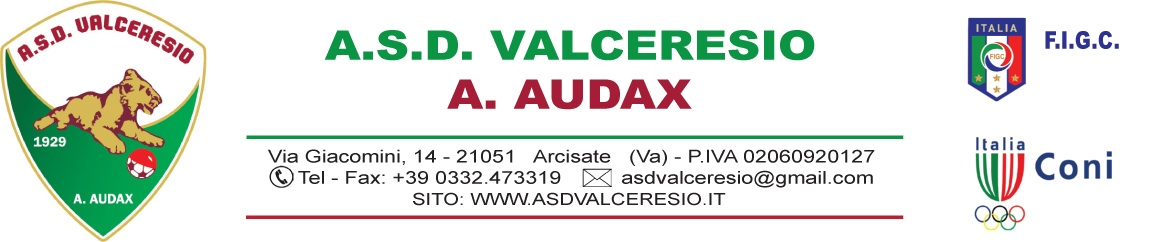 A.S.D. VALCERESIO
1929
A. AUDAX
A.S.D. VALCERESIO
A. AUDAX
Via Giacomini, 14 - 21051 Arcisate (Va) - P.IVA 02060920127
Tel - Fax: +39 0332.473319 asdvalceresio@gmail.com
SITO: WWW.ASDVALCERESIO.IT
ITALIA
FIGC
F.I.G.C.
Italia
Coni